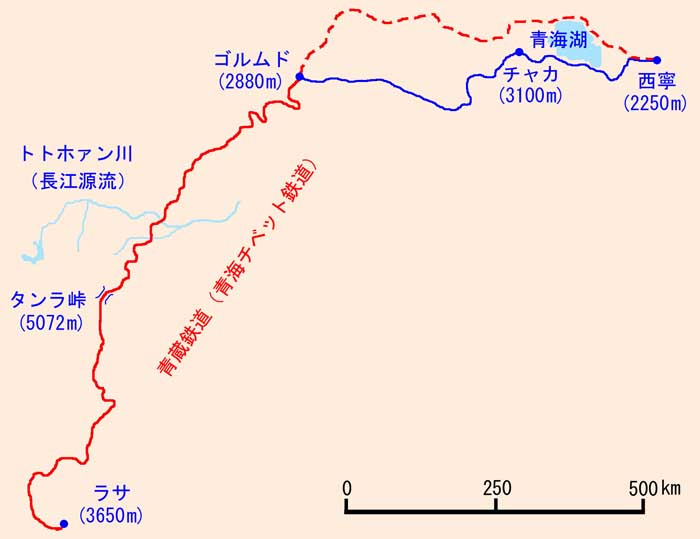 ゴルムド
(2880m)
青海湖
チャカ
(3100m)
西寧
(2250m)
トトホァン川
（長江源流）
青蔵鉄道（青海チベット鉄道）
タンラ峠
(5072m)
ラサ
(3650m)
0 250 500 km